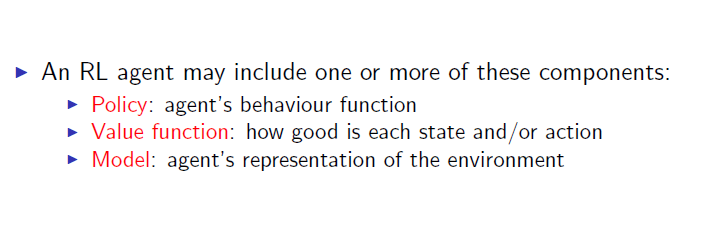 An RL agent may include one or more of these components:
Policy: agent's behaviour function
Value function: how good is each state and/or action
Model: agent's representation of the environment